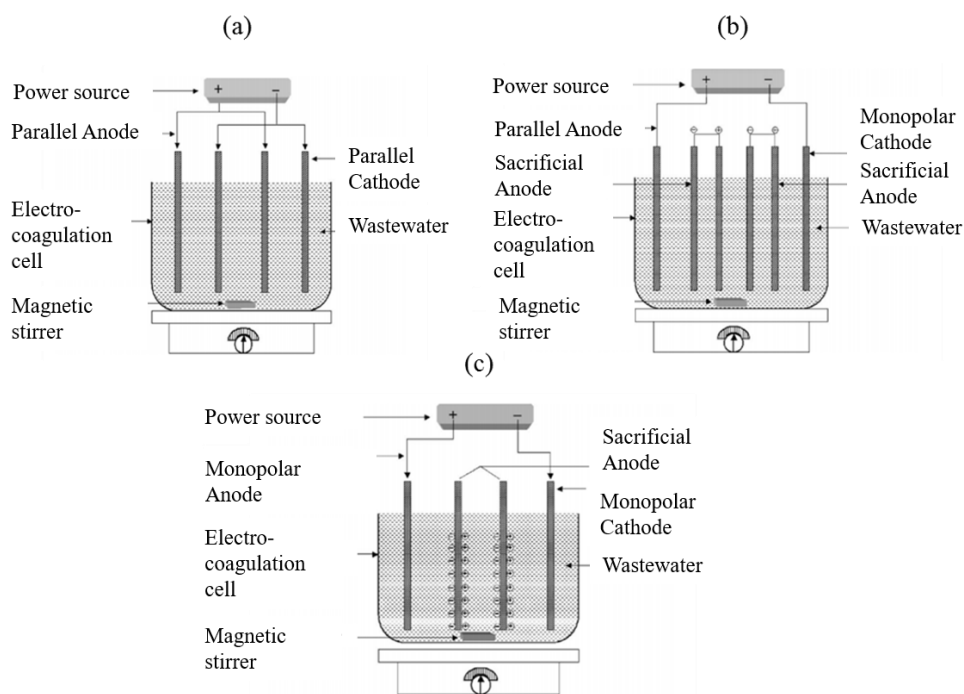 (a)
Power source
+
−
Parallel Anode
Parallel
Cathode
Electro-
coagulation
cell
Wastewater
Magnetic
stirrer
(b)
Power source
+
−
Parallel Anode
Monopolar
Cathode
Sacrificial
Anode
Sacrificial
Anode
Electro-
coagulation
cell
Wastewater
Magnetic
stirrer
(c)
Power source
+
−
Monopolar
Anode
Sacrificial
Anode
Monopolar
Cathode
Electro-
coagulation
cell
Wastewater
Magnetic
stirrer